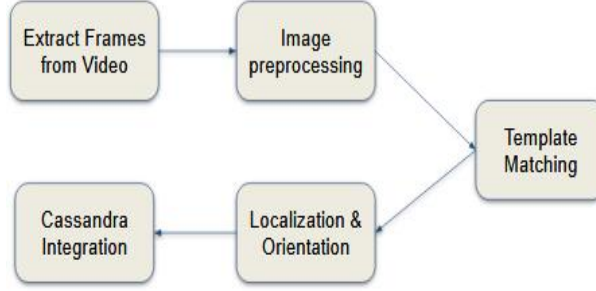 Extract Frames
from Video
Image
preprocessing
Template
Matching
Localization &
Orientation
Cassandra
Integration